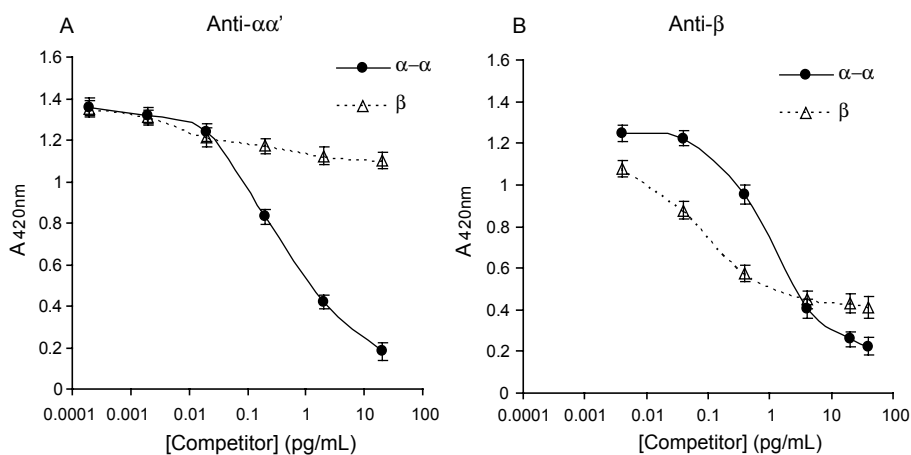 A
Anti-αα'
α–α
β
1.6
1.4
1.2
1
0.8
0.6
0.4
0.2
0
A 420nm
0.0001 0.001 0.01 0.1 1 10 100
[Competitor] (pg/mL)
B
Anti-β
α–α
β
1.6
1.4
1.2
1
0.8
0.6
0.4
0.2
0
A 420nm
0.0001 0.001 0.01 0.1 1 10 100
[Competitor] (pg/mL)